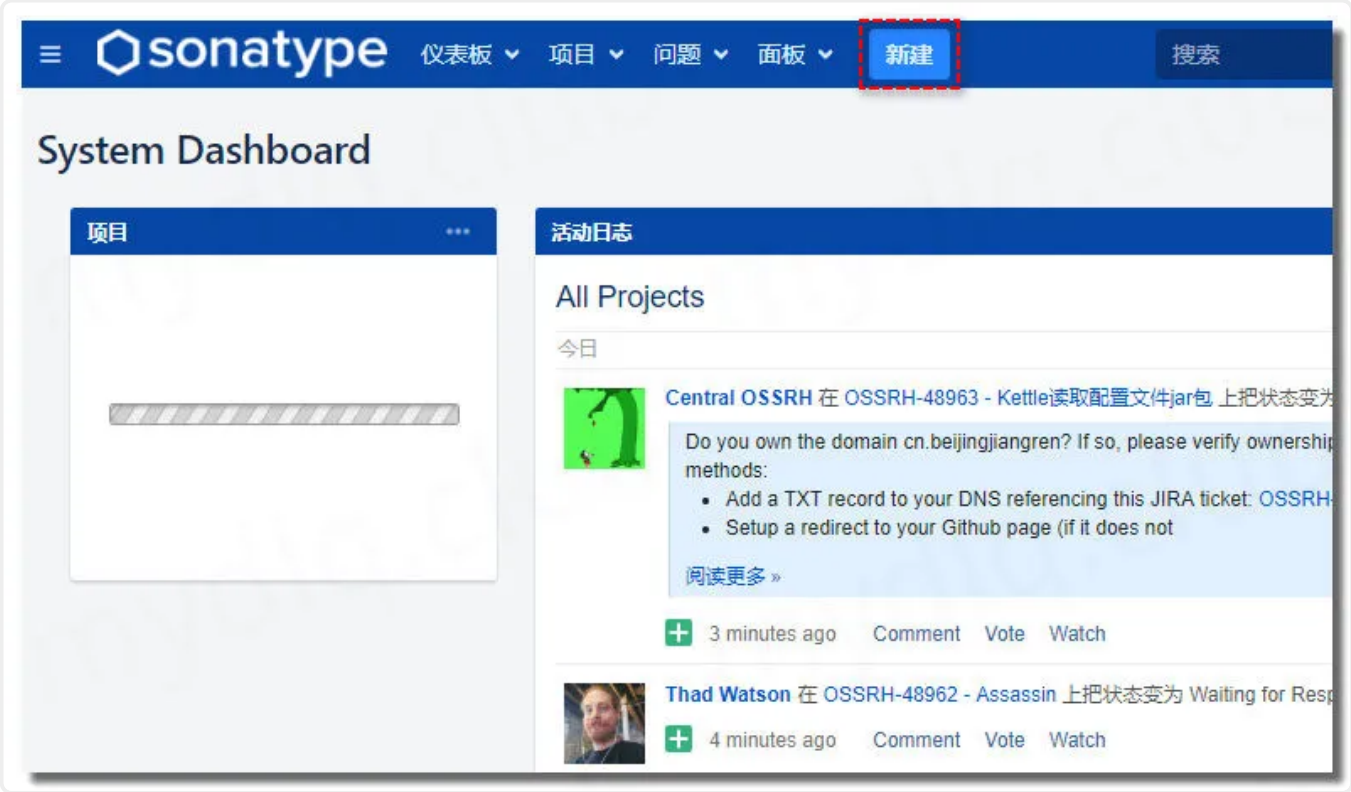 sonatype 仪表板 项目 问题 面板 新建 搜索
System Dashboard
项目
活动日志
All Projects
今日
Central OSSRH 在 OSSRH-48963 - Kettle读取配置文件jar包 上把状态变为
Do you own the domain cn.beijingjiangren? If so, please verify ownership
methods:
• Add a TXT record to your DNS referencing this JIRA ticket: OSSRH-
• Setup a redirect to your Github page (if it does not
阅读更多 »
3 minutes ago Comment Vote Watch
Thad Watson 在 OSSRH-48962 - Assassin 上把状态变为 Waiting for Resp
4 minutes ago Comment Vote Watch